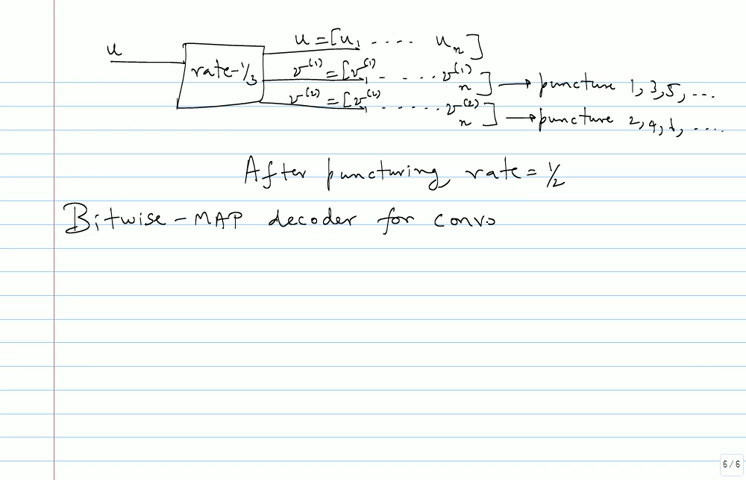 u
rate-1/3
u = [u₁ .... uₙ]
v⁽¹⁾ = [v₁⁽¹⁾ ..... vₙ⁽¹⁾] → puncture 1, 3, 5, ...
v⁽²⁾ = [v₁⁽²⁾ ...... vₙ⁽²⁾] → puncture 2, 4, 6, ....
After puncturing, rate = 1/2
Bitwise - MAP decoder for convo
6 / 6